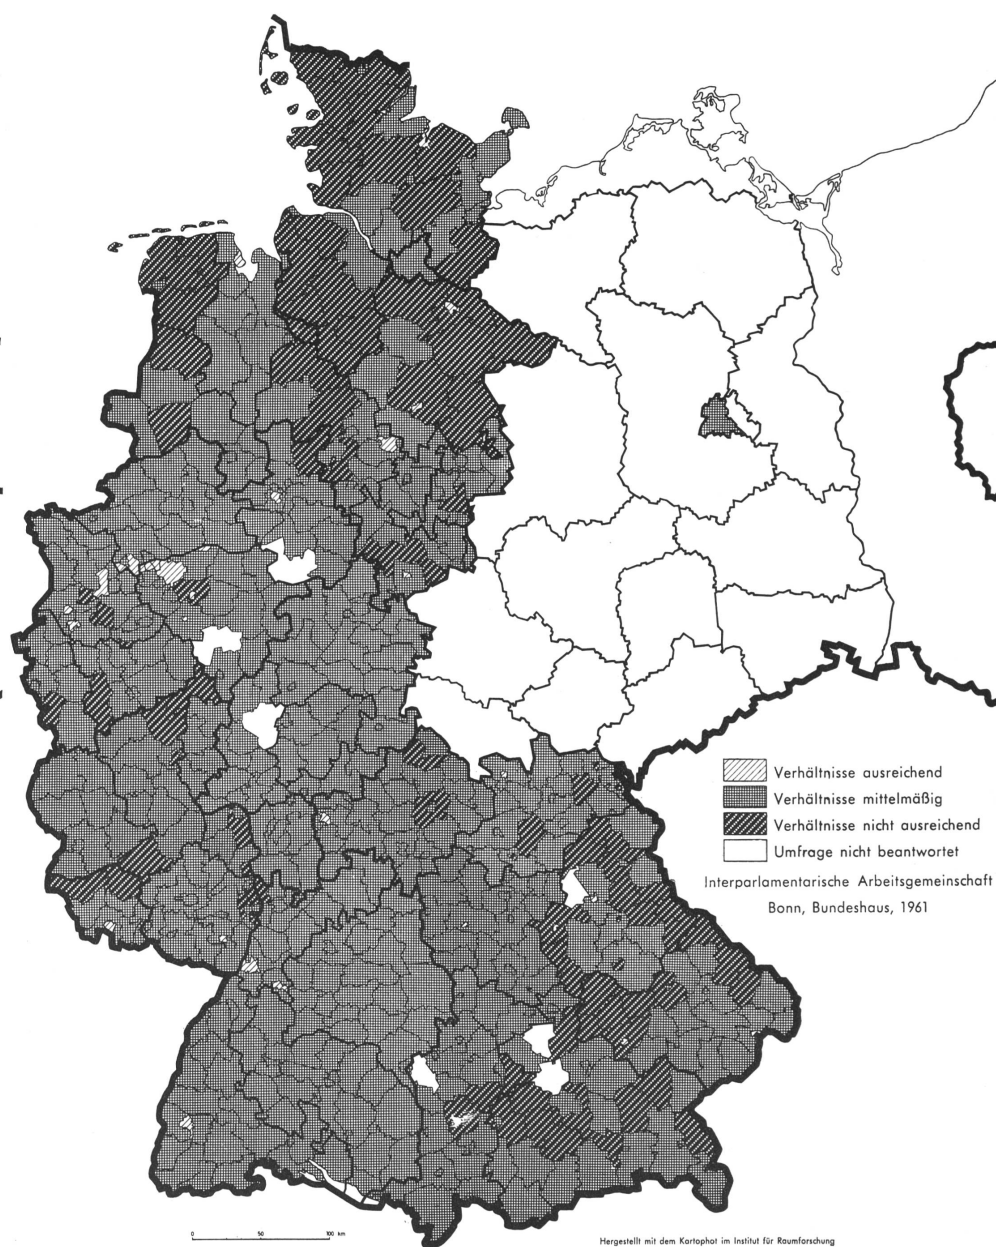 Verhältnisse ausreichend
Verhältnisse mittelmäßig
Verhältnisse nicht ausreichend
Umfrage nicht beantwortet
Interparlamentarische Arbeitsgemeinschaft
Bonn, Bundeshaus, 1961
0 50 100 km
Hergestellt mit dem Kartophot im Institut für Raumforschung